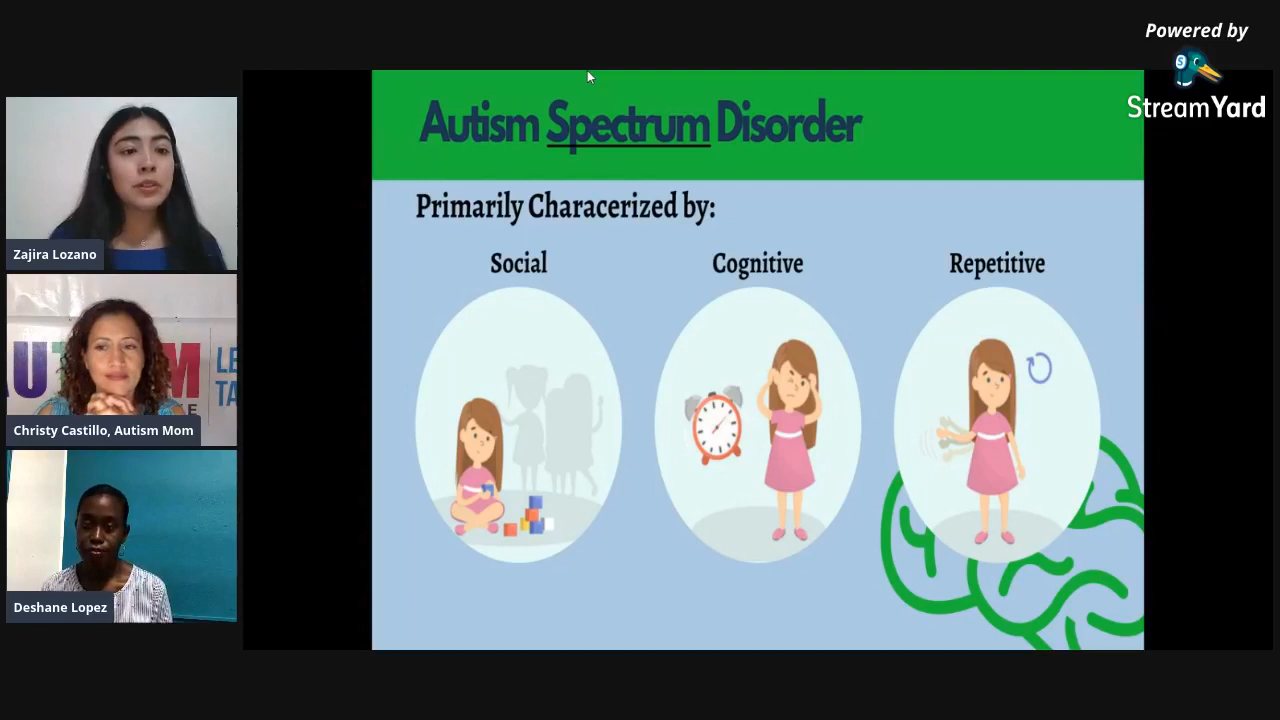 Powered by
StreamYard
Autism Spectrum Disorder
Primarily Characerized by:
Social
Cognitive
Repetitive
Zajira Lozano
Christy Castillo, Autism Mom
Deshane Lopez